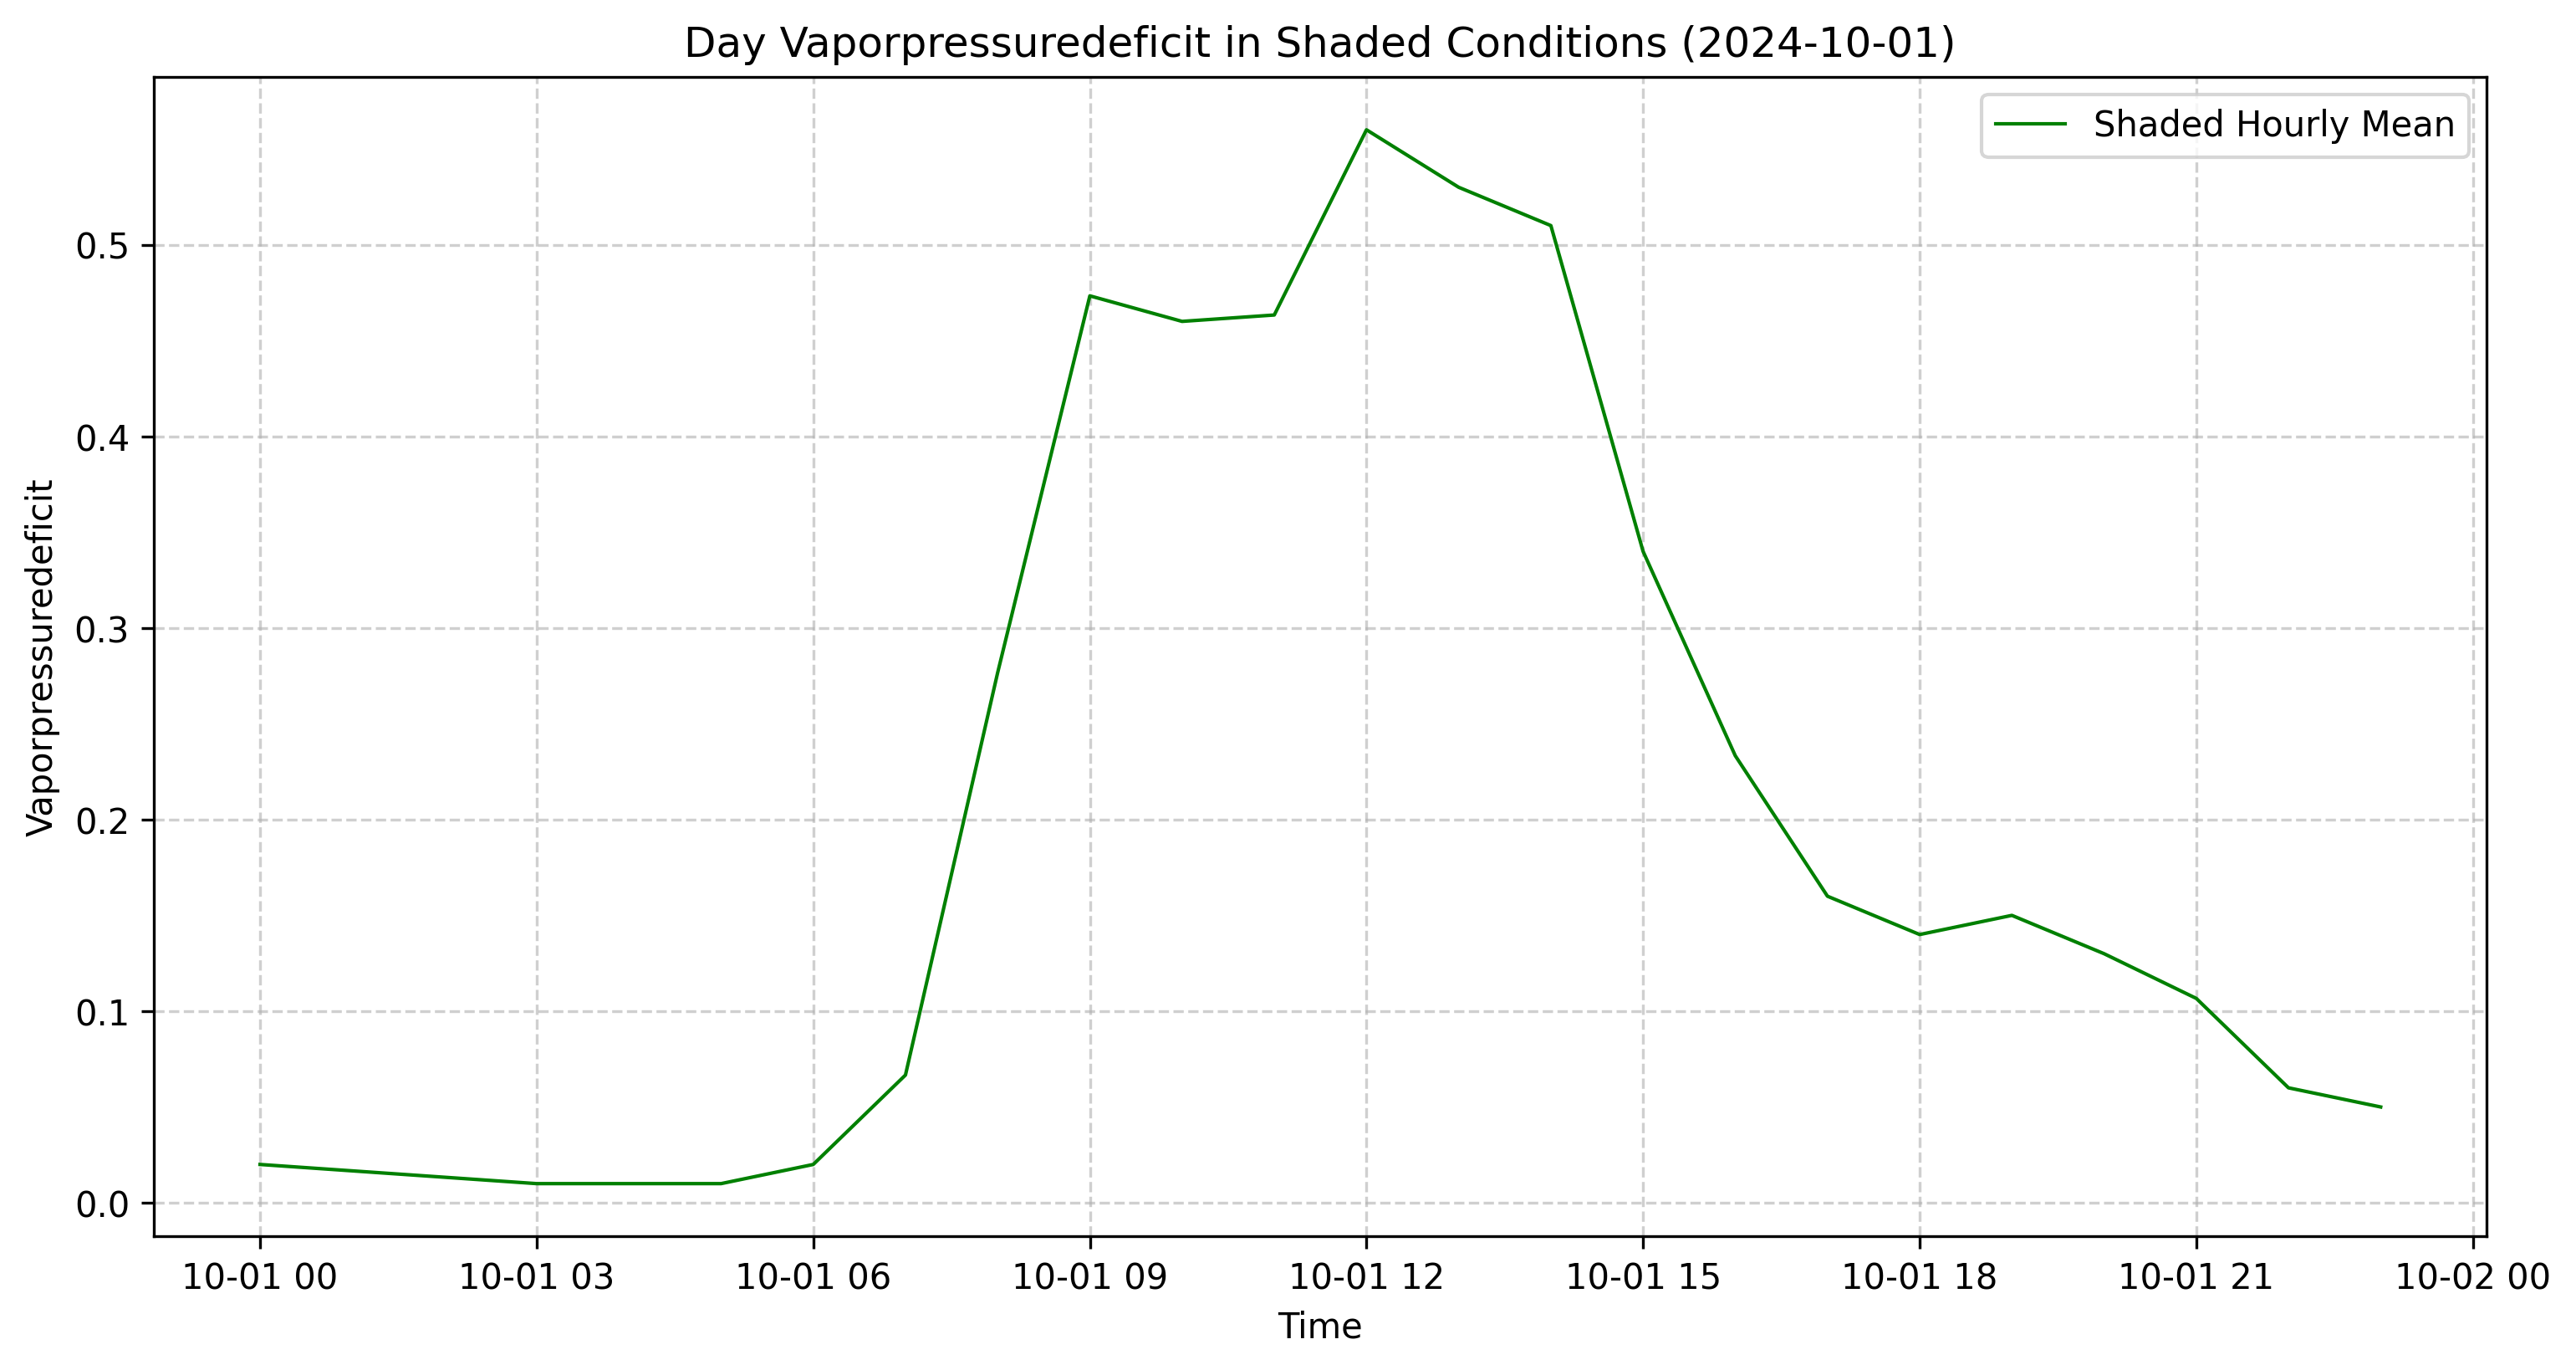 Day Vaporpressuredeficit in Shaded Conditions (2024-10-01)
Shaded Hourly Mean
Vaporpressuredeficit
0.5
0.4
0.3
0.2
0.1
0.0
10-01 00 10-01 03 10-01 06 10-01 09 10-01 12 10-01 15 10-01 18 10-01 21 10-02 00
Time